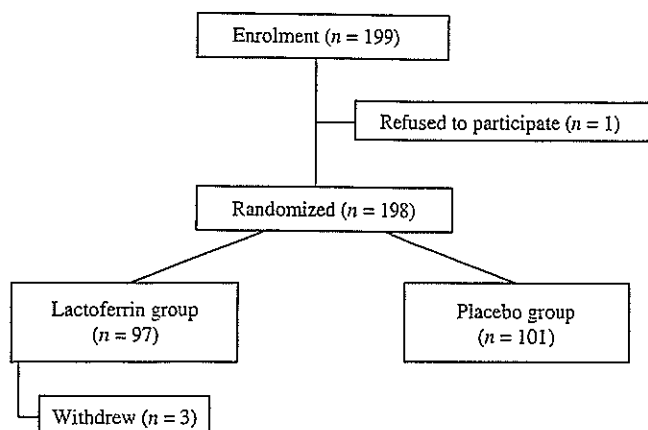 Enrolment (n = 199)
Refused to participate (n = 1)
Randomized (n = 198)
Lactoferrin group
(n = 97)
Placebo group
(n = 101)
Withdrew (n = 3)